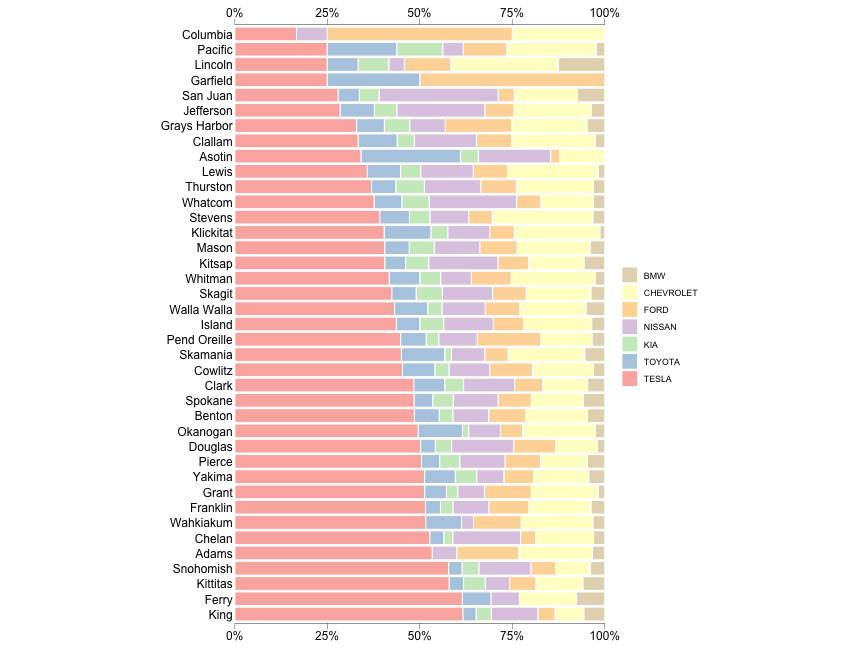 0% 25% 50% 75% 100%
Columbia
Pacific
Lincoln
Garfield
San Juan
Jefferson
Grays Harbor
Clallam
Asotin
Lewis
Thurston
Whatcom
Stevens
Klickitat
Mason
Kitsap
Whitman
Skagit
Walla Walla
Island
Pend Oreille
Skamania
Cowlitz
Clark
Spokane
Benton
Okanogan
Douglas
Pierce
Yakima
Grant
Franklin
Wahkiakum
Chelan
Adams
Snohomish
Kittitas
Ferry
King
0% 25% 50% 75% 100%
BMW
CHEVROLET
FORD
NISSAN
KIA
TOYOTA
TESLA